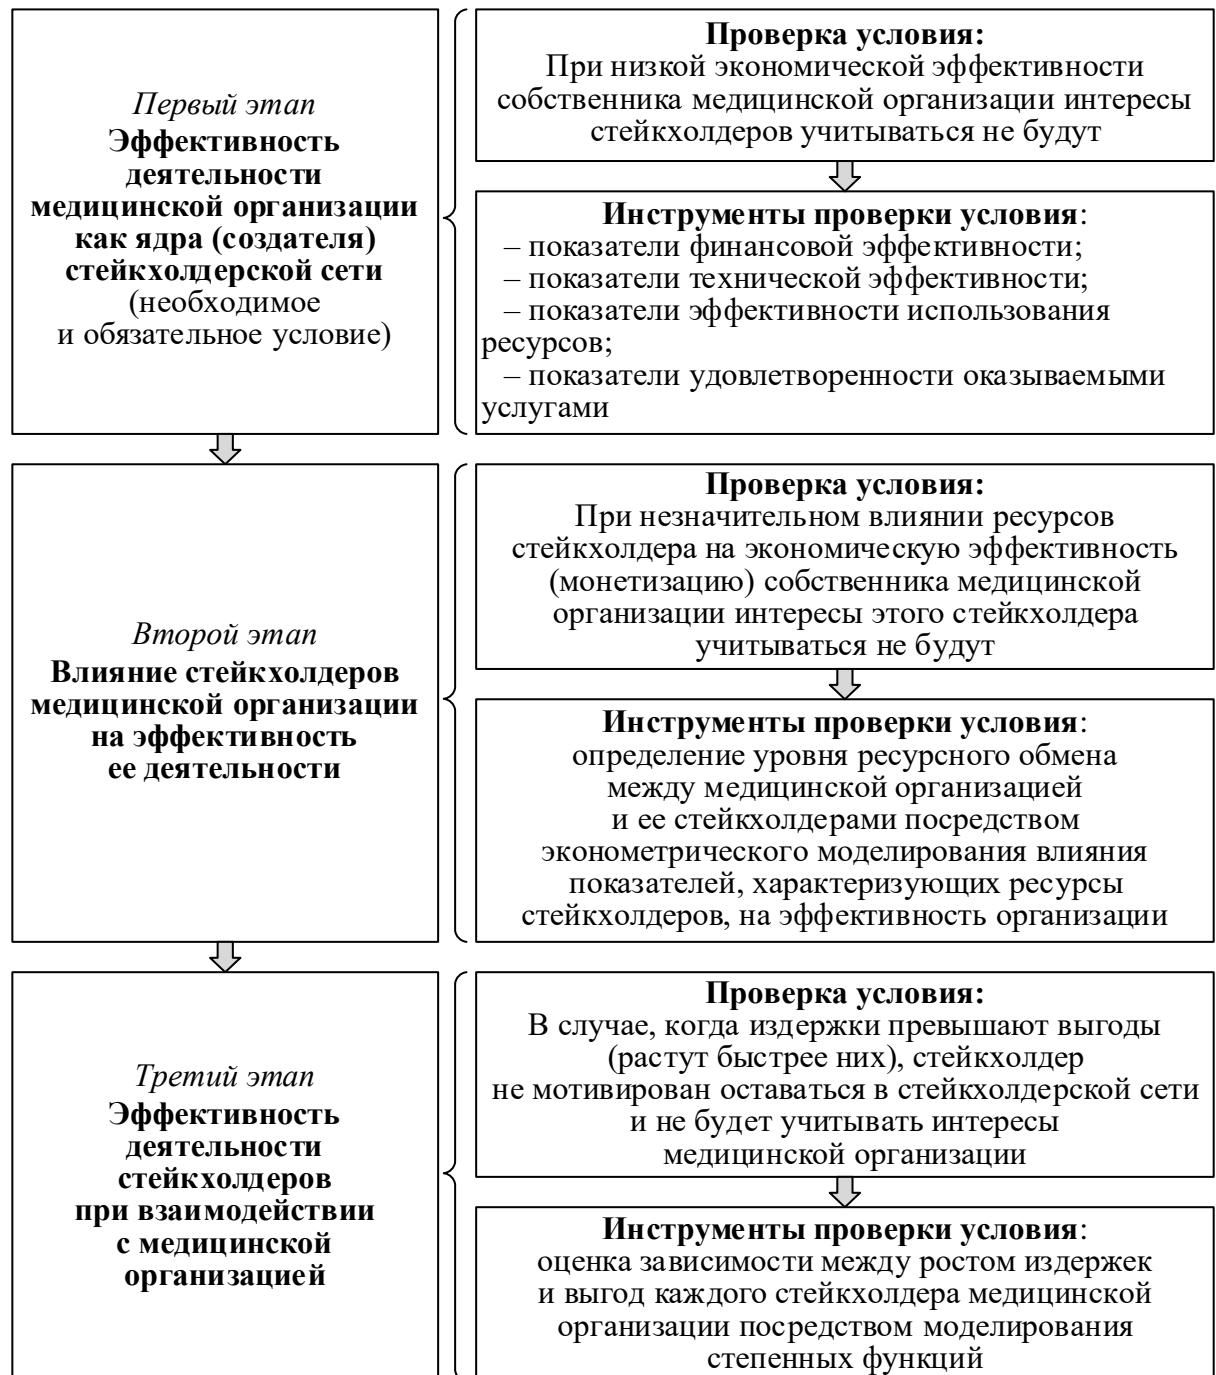 Первый этап
Эффективность
деятельности
медицинской организации
как ядра (создателя)
стейкхолдерской сети
(необходимое
и обязательное условие)
Проверка условия:
При низкой экономической эффективности
собственника медицинской организации интересы
стейкхолдеров учитываться не будут
Инструменты проверки условия:
– показатели финансовой эффективности;
– показатели технической эффективности;
– показатели эффективности использования
ресурсов;
– показатели удовлетворенности оказываемыми
услугами
Второй этап
Влияние стейкхолдеров
медицинской организации
на эффективность
ее деятельности
Проверка условия:
При незначительном влиянии ресурсов
стейкхолдера на экономическую эффективность
(монетизацию) собственника медицинской
организации интересы этого стейкхолдера
учитываться не будут
Инструменты проверки условия:
определение уровня ресурсного обмена
между медицинской организацией
и ее стейкхолдерами посредством
эконометрического моделирования влияния
показателей, характеризующих ресурсы
стейкхолдеров, на эффективность организации
Третий этап
Эффективность
деятельности
стейкхолдеров
при взаимодействии
с медицинской
организацией
Проверка условия:
В случае, когда издержки превышают выгоды
(растут быстрее них), стейкхолдер
не мотивирован оставаться в стейкхолдерской сети
и не будет учитывать интересы
медицинской организации
Инструменты проверки условия:
оценка зависимости между ростом издержек
и выгод каждого стейкхолдера медицинской
организации посредством моделирования
степенных функций